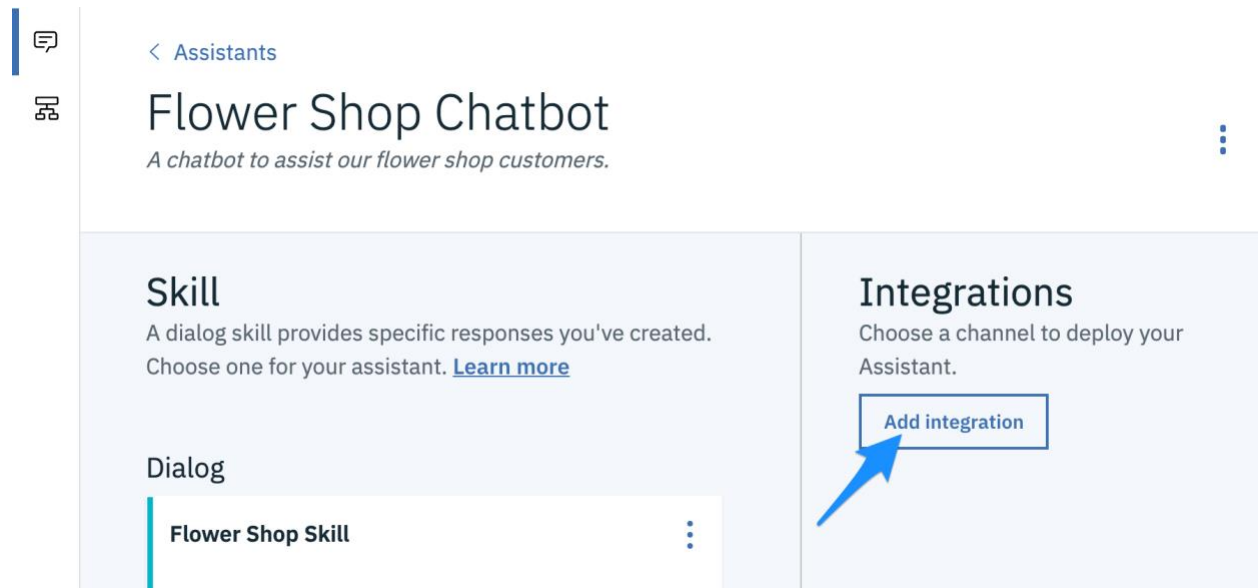 Assistants
Flower Shop Chatbot
A chatbot to assist our flower shop customers.
Skill
A dialog skill provides specific responses you've created.
Choose one for your assistant. Learn more
Dialog
Flower Shop Skill
Integrations
Choose a channel to deploy your
Assistant.
Add integration